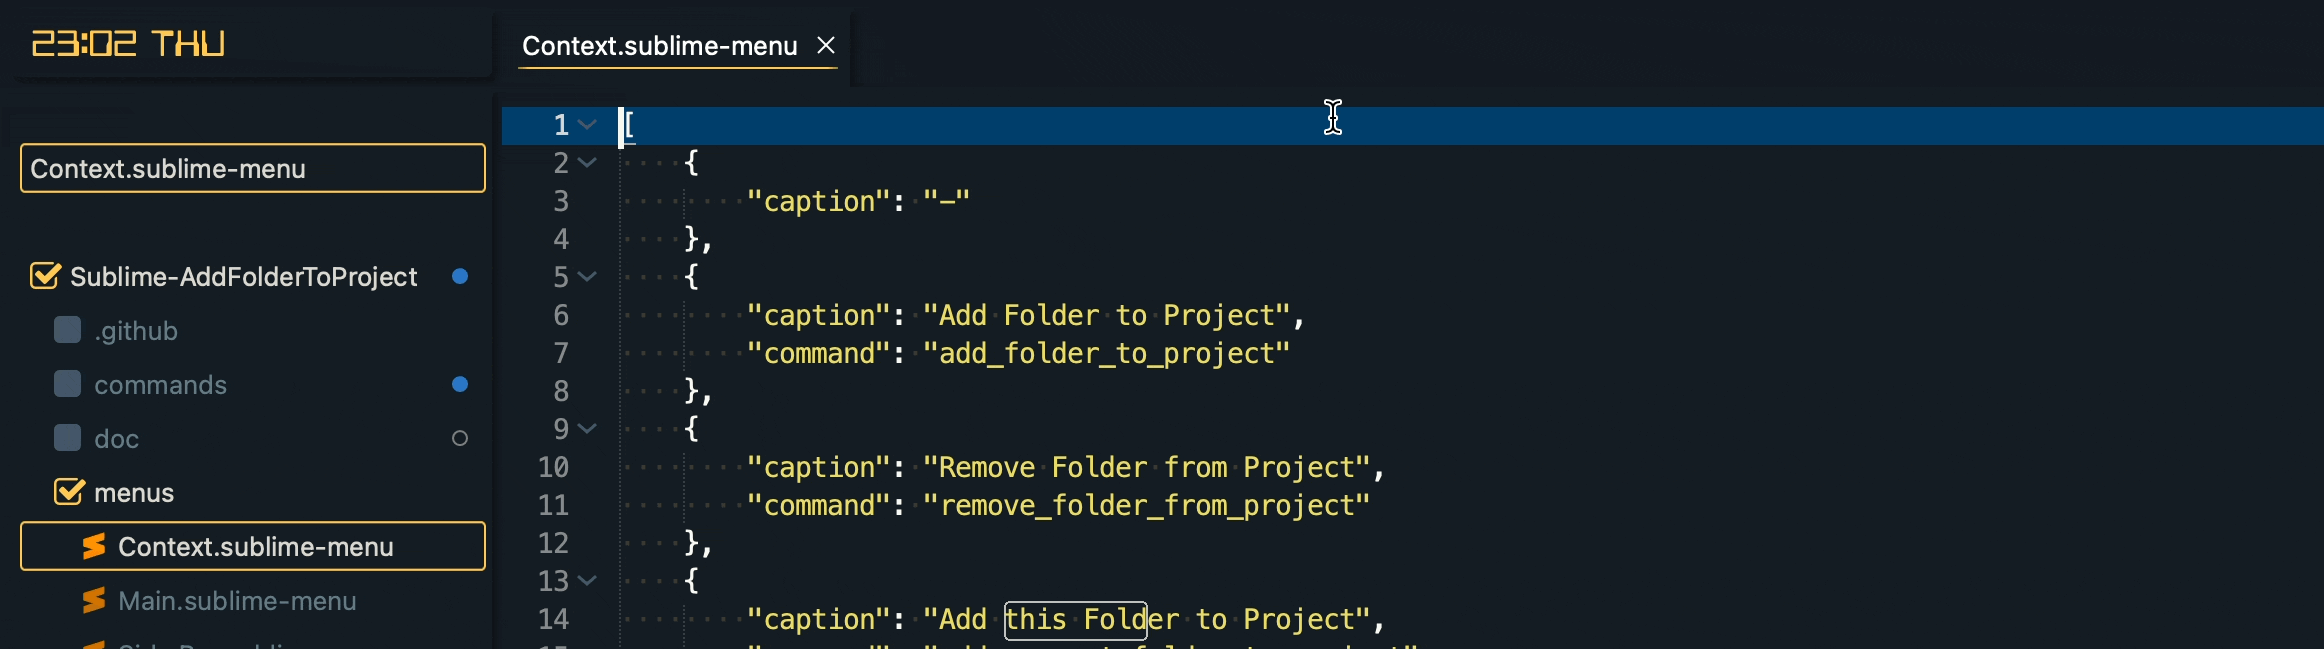 23:02 THU
Context.sublime-menu
Context.sublime-menu
Sublime-AddFolderToProject
.github
commands
doc
menus
Context.sublime-menu
Main.sublime-menu
1 [
2 {
3 "caption": "-"
4 },
5 {
6 "caption": "Add Folder to Project",
7 "command": "add_folder_to_project"
8 },
9 {
10 "caption": "Remove Folder from Project",
11 "command": "remove_folder_from_project"
12 },
13 {
14 "caption": "Add this Folder to Project",